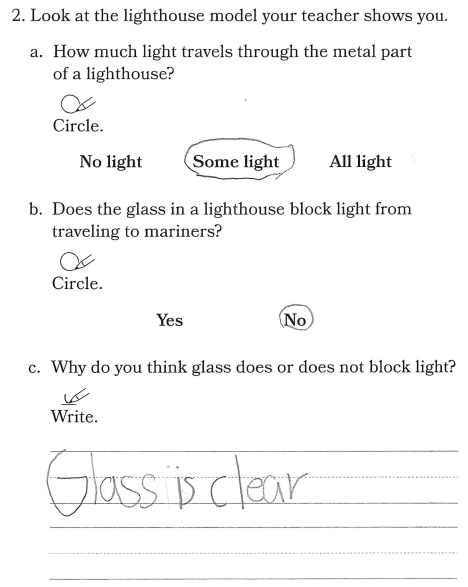 2. Look at the lighthouse model your teacher shows you.
a. How much light travels through the metal part
of a lighthouse?
Circle.
No light Some light All light
b. Does the glass in a lighthouse block light from
traveling to mariners?
Circle.
Yes No
c. Why do you think glass does or does not block light?
Write.
Glass is clear